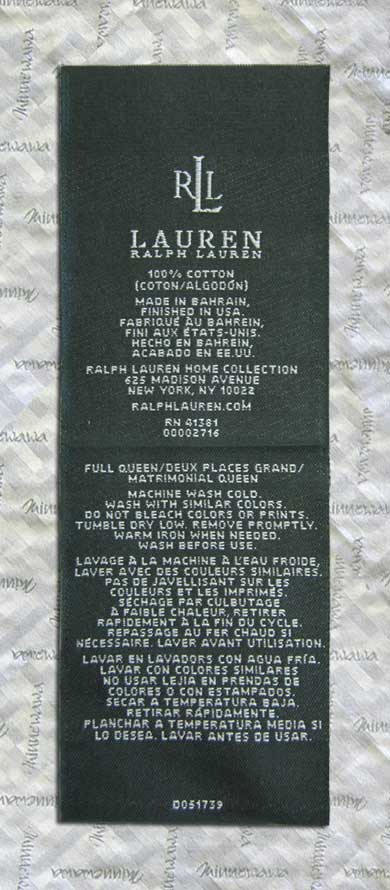 RLL
LAUREN
RALPH LAUREN
100% COTTON
(COTON/ALGODÓN)
MADE IN BAHRAIN,
FINISHED IN USA.
FABRIQUÉ AU BAHREIN,
FINI AUX ÉTATS-UNIS.
HECHO EN BAHREIN,
ACABADO EN EE.UU.
RALPH LAUREN HOME COLLECTION
625 MADISON AVENUE
NEW YORK, NY 10022
RALPHLAUREN.COM
RN 41381
00002716
FULL QUEEN/DEUX PLACES GRAND/
MATRIMONIAL QUEEN
MACHINE WASH COLD.
WASH WITH SIMILAR COLORS.
DO NOT BLEACH COLORS OR PRINTS.
TUMBLE DRY LOW. REMOVE PROMPTLY.
WARM IRON WHEN NEEDED.
WASH BEFORE USE.
LAVAGE À LA MACHINE À L'EAU FROIDE,
LAVER AVEC DES COULEURS SIMILAIRES.
PAS DE JAVELLISANT SUR LES
COULEURS ET LES IMPRIMÉS.
SÉCHAGE PAR CULBUTAGE
À FAIBLE CHALEUR, RETIRER
RAPIDEMENT À LA FIN DU CYCLE.
REPASSAGE AU FER CHAUD SI
NÉCESSAIRE. LAVER AVANT UTILISATION.
LAVAR EN LAVADORS CON AGUA FRÍA.
LAVAR CON COLORES SIMILARES
NO USAR LEJIA EN PRENDAS DE
COLORES O CON ESTAMPADOS.
SECAR A TEMPERATURA BAJA.
RETIRAR RÁPIDAMENTE.
PLANCHAR A TEMPERATURA MEDIA SI
LO DESEA. LAVAR ANTES DE USAR.
D051739
Minnewawa